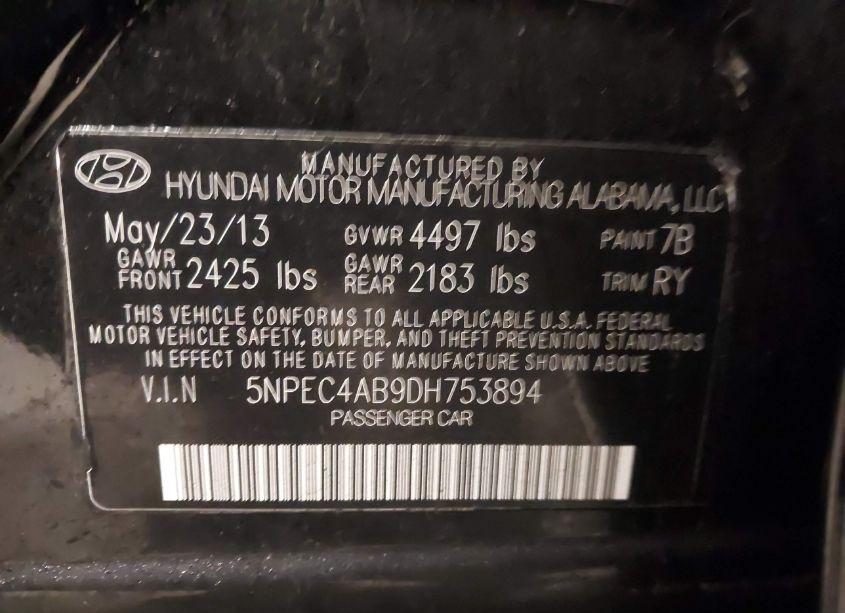 MANUFACTURED BY
HYUNDAI MOTOR MANUFACTURING ALABAMA, LLC
May/23/13 GVWR 4497 lbs PAINT 7B
GAWR FRONT 2425 lbs GAWR REAR 2183 lbs TRIM RY
THIS VEHICLE CONFORMS TO ALL APPLICABLE U.S.A. FEDERAL
MOTOR VEHICLE SAFETY, BUMPER, AND THEFT PREVENTION STANDARDS
IN EFFECT ON THE DATE OF MANUFACTURE SHOWN ABOVE
V.I.N 5NPEC4AB9DH753894
PASSENGER CAR